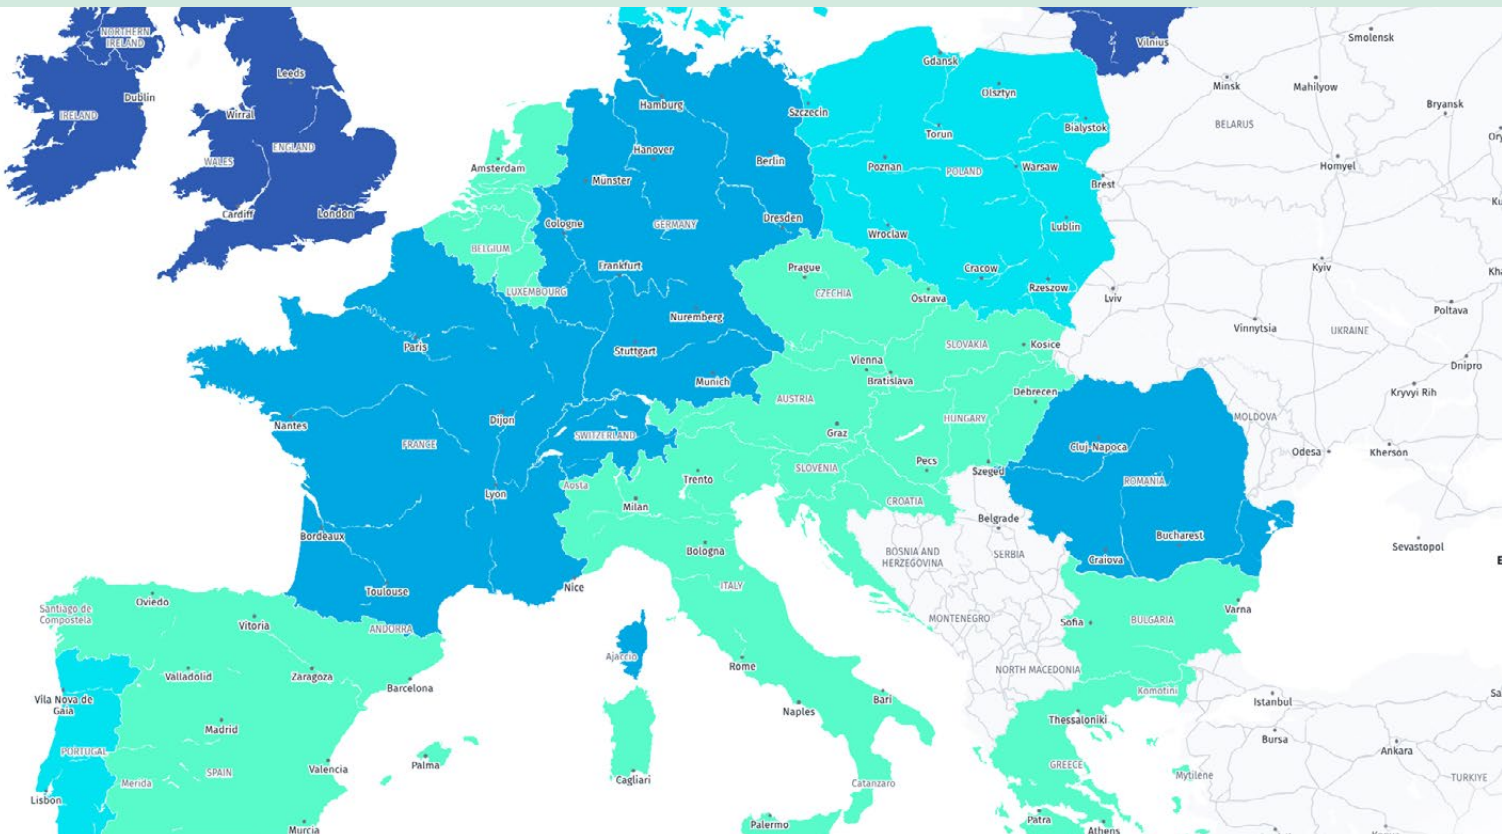 NORTHERN
IRELAND
Leeds
Dublin
IRELAND
Wirral
ENGLAND
WALES
Cardiff
London
Vilnius
Smolensk
Minsk
Mahilyow
Bryansk
BELARUS
Homyel
Brest
Gdansk
Olsztyn
Szczecin
Torun
Bialystok
Poznan
POLAND
Warsaw
Wroclaw
Lublin
Cracow
Rzeszow
Hamburg
Hanover
Berlin
Amsterdam
Münster
Cologne
Dresden
GERMANY
BELGIUM
Frankfurt
LUXEMBOURG
Nuremberg
Stuttgart
Munich
Prague
CZECHIA
Ostrava
Lviv
Kyiv
Poltava
Vinnytsia
UKRAINE
Dnipro
Kryvyi Rih
MOLDOVA
Odesa
Kherson
Sevastopol
SLOVAKIA
Kosice
Vienna
Bratislava
Debrecen
AUSTRIA
HUNGARY
Graz
Pecs
Szeged
SLOVENIA
CROATIA
Paris
Nantes
Dijon
FRANCE
SWITZERLAND
Lyon
Bordeaux
Toulouse
Nice
Aosta
Trento
Milan
Bologna
ITALY
Cluj-Napoca
ROMANIA
Bucharest
Craiova
Belgrade
BOSNIA AND
HERZEGOVINA
SERBIA
MONTENEGRO
Sofia
BULGARIA
Varna
NORTH MACEDONIA
Komotini
Istanbul
Bursa
Ankara
TURKIYE
Thessaloniki
GREECE
Mytilene
Patra
Athens
Santiago de
Compostela
Oviedo
Vitoria
ANDORRA
Valladolid
Zaragoza
Barcelona
Vila Nova de
Gaia
Madrid
PORTUGAL
SPAIN
Merida
Valencia
Lisbon
Murcia
Palma
Ajaccio
Cagliari
Rome
Naples
Bari
Catanzaro
Palermo